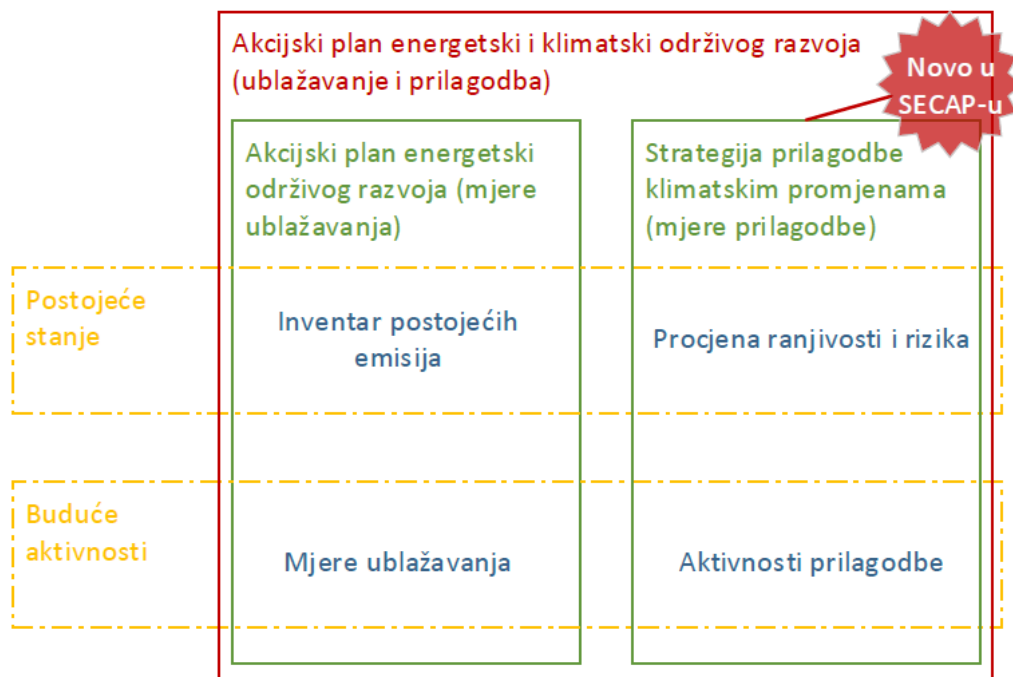 Akcijski plan energetski i klimatski održivog razvoja
(ublažavanje i prilagodba)
Novo u
SECAP-u
Akcijski plan energetski
održivog razvoja (mjere
ublažavanja)
Strategija prilagodbe
klimatskim promjenama
(mjere prilagodbe)
Postojeće
stanje
Inventar postojećih
emisija
Procjena ranjivosti i rizika
Buduće
aktivnosti
Mjere ublažavanja
Aktivnosti prilagodbe